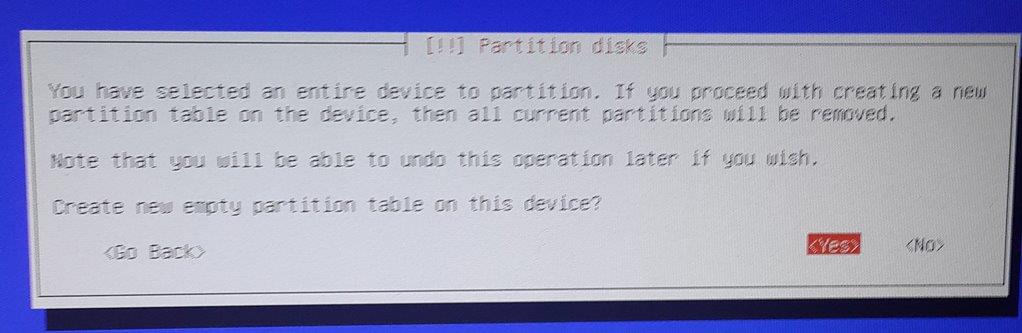 [!!] Partition disks
You have selected an entire device to partition. If you proceed with creating a new
partition table on the device, then all current partitions will be removed.
Note that you will be able to undo this operation later if you wish.
Create new empty partition table on this device?
<Go Back> <Yes> <No>